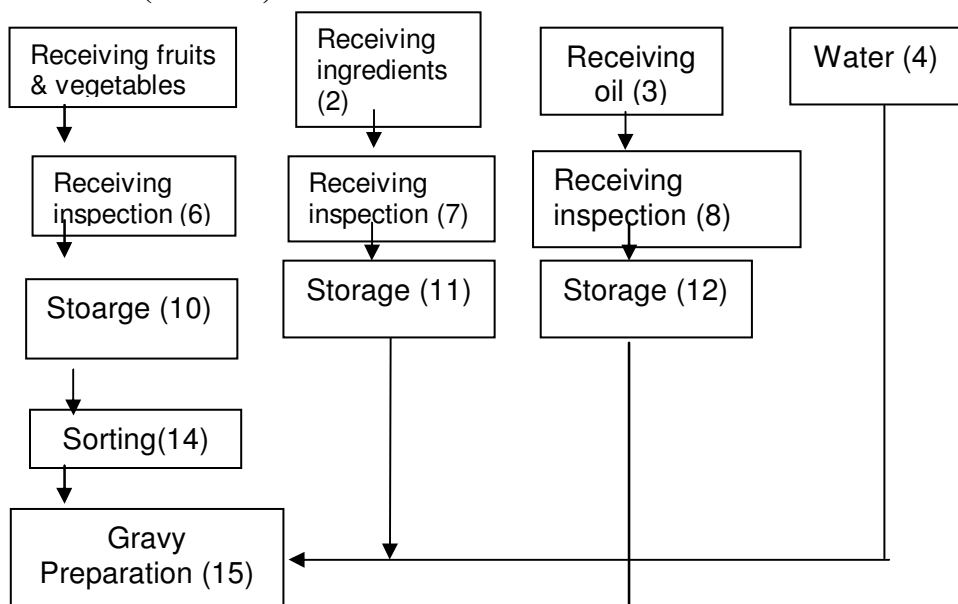 Receiving fruits
& vegetables
Receiving
ingredients
(2)
Receiving
oil (3)
Water (4)
Receiving
inspection (6)
Receiving
inspection (7)
Receiving
inspection (8)
Stoarge (10)
Storage (11)
Storage (12)
Sorting(14)
Gravy
Preparation (15)